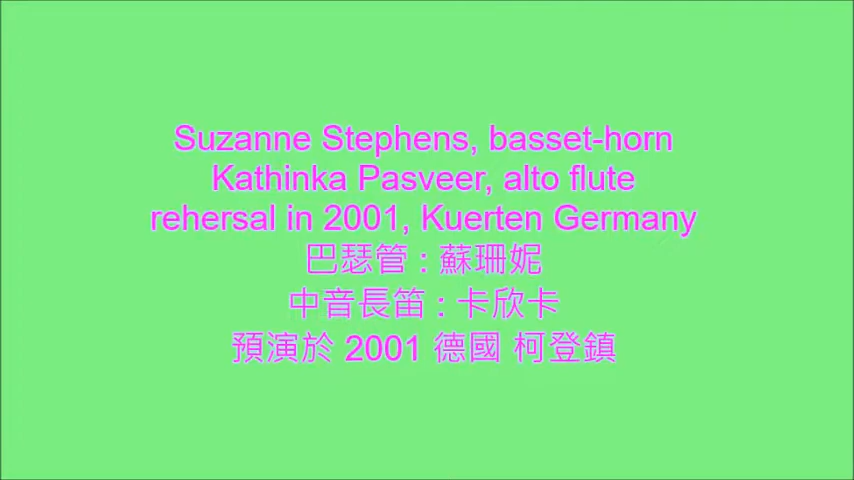 Suzanne Stephens, basset-horn
Kathinka Pasveer, alto flute
rehersal in 2001, Kuerten Germany
巴瑟管 : 蘇珊妮
中音長笛 : 卡欣卡
預演於 2001 德國 柯登鎮